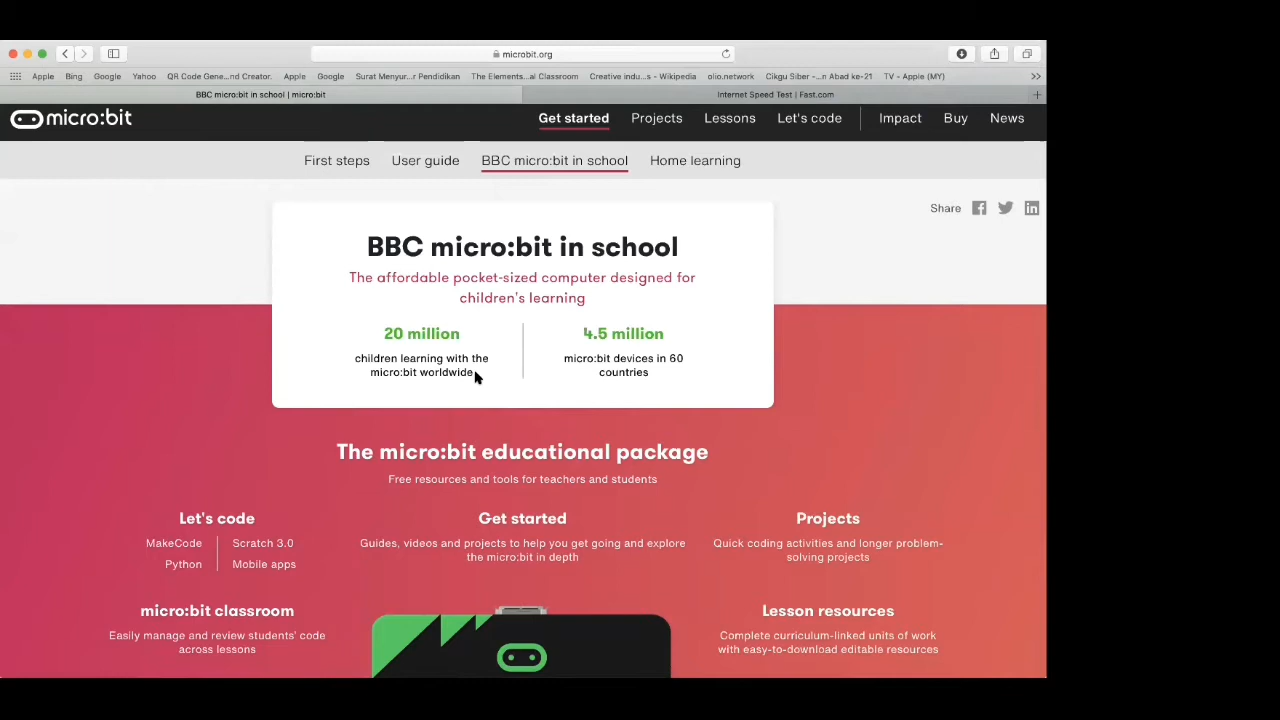 microbit.org
Apple Bing Google Yahoo QR Code Gene...nd Creator. Apple Google Surat Menyur...r Pendidikan The Elements...al Classroom Creative indu...s - Wikipedia olio.network Cikgu Siber -...n Abad ke-21 TV - Apple (MY) >>
BBC micro:bit in school | micro:bit Internet Speed Test | Fast.com +
micro:bit Get started Projects Lessons Let's code Impact Buy News
First steps User guide BBC micro:bit in school Home learning
Share
BBC micro:bit in school
The affordable pocket-sized computer designed for
children's learning
20 million
children learning with the
micro:bit worldwide
4.5 million
micro:bit devices in 60
countries
The micro:bit educational package
Free resources and tools for teachers and students
Let's code
MakeCode Scratch 3.0
Python Mobile apps
Get started
Guides, videos and projects to help you get going and explore
the micro:bit in depth
Projects
Quick coding activities and longer problem-
solving projects
micro:bit classroom
Easily manage and review students' code
across lessons
Lesson resources
Complete curriculum-linked units of work
with easy-to-download editable resources